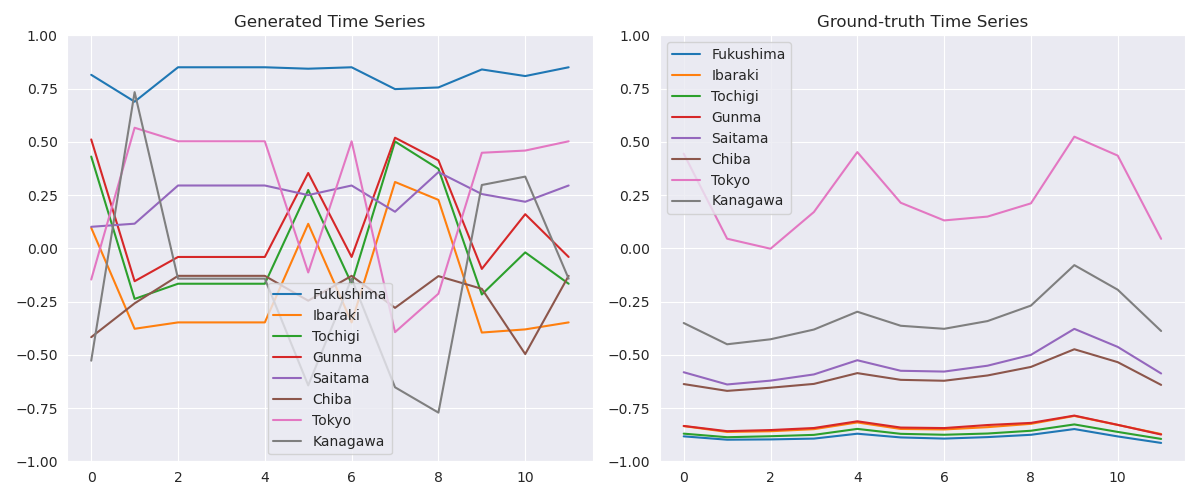 Generated Time Series
1.00
0.75
0.50
0.25
0.00
−0.25
−0.50
−0.75
−1.00
0
2
4
6
8
10
Fukushima
Ibaraki
Tochigi
Gunma
Saitama
Chiba
Tokyo
Kanagawa
Ground-truth Time Series
1.00
0.75
0.50
0.25
0.00
−0.25
−0.50
−0.75
−1.00
0
2
4
6
8
10
Fukushima
Ibaraki
Tochigi
Gunma
Saitama
Chiba
Tokyo
Kanagawa